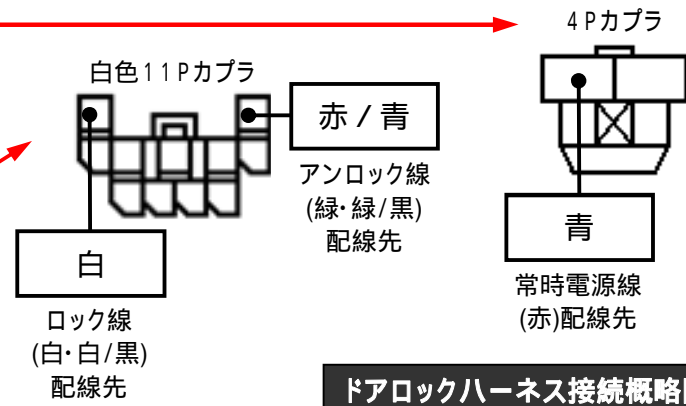 4Pカプラ
白色11Pカプラ
赤/青
アンロック線
(緑・緑/黒)
配線先
白
ロック線
(白・白/黒)
配線先
青
常時電源線
(赤)配線先
ドアロックハーネス接続概略